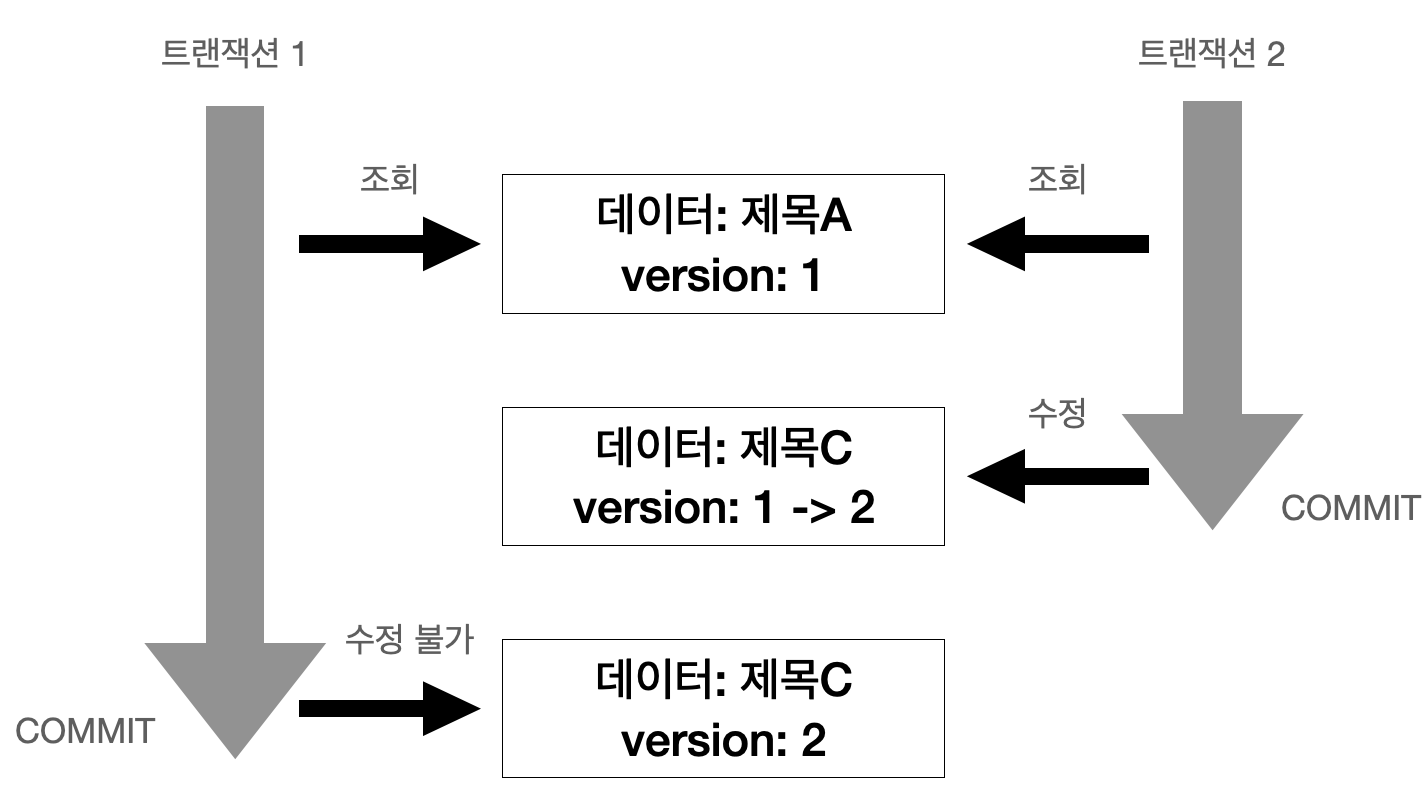 트랜잭션 1
트랜잭션 2
조회
조회
데이터: 제목A
version: 1
수정
데이터: 제목C
version: 1 -> 2
COMMIT
수정 불가
데이터: 제목C
version: 2
COMMIT